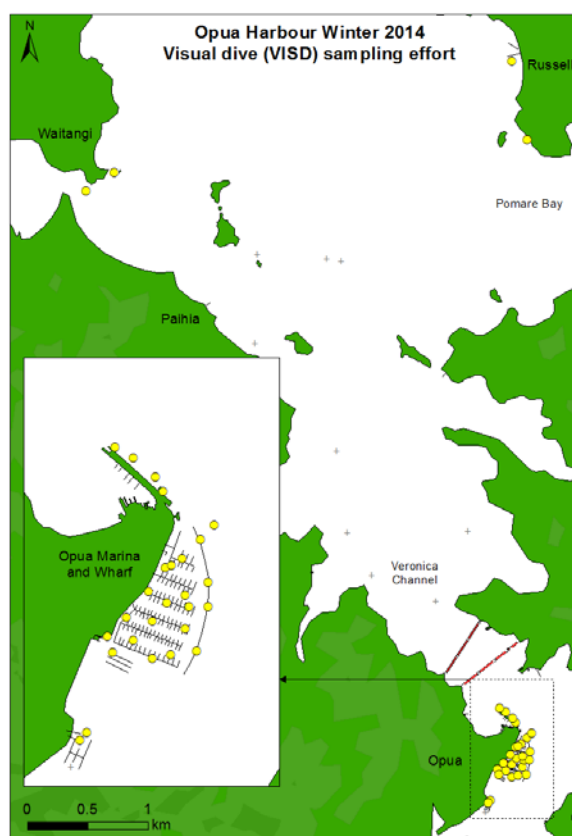 Opua Harbour Winter 2014
Visual dive (VISD) sampling effort
N
Russell
Waitangi
Pomare Bay
Paihia
Opua Marina
and Wharf
Veronica
Channel
Opua
0 0.5 1
km